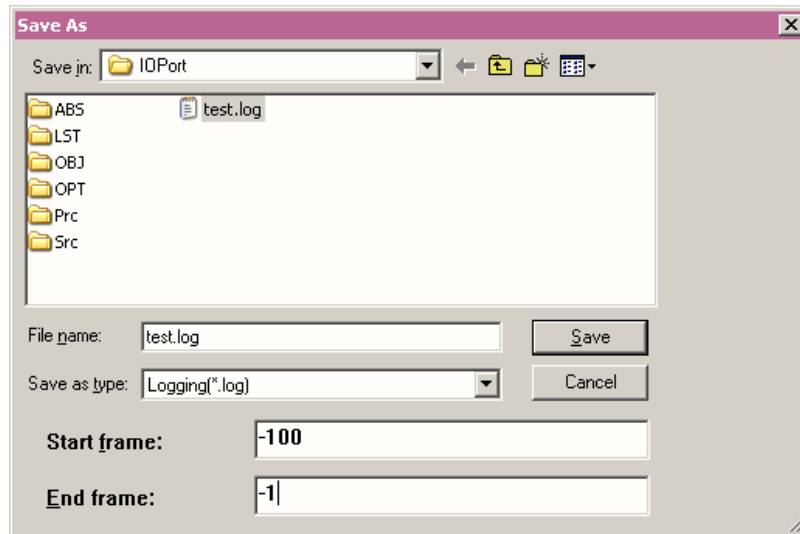 Save As
Save in: IOPort
ABS test.log
LST
OBJ
OPT
Prc
Src
File name: test.log Save
Save as type: Logging(*.log) Cancel
Start frame: -100
End frame: -1